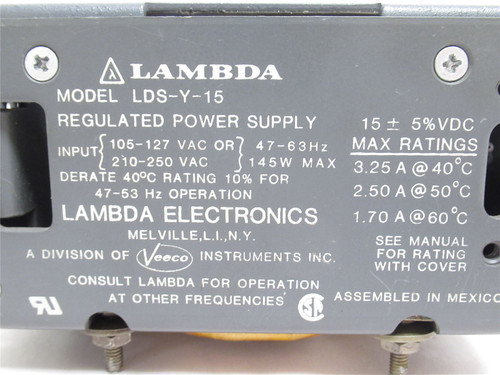 LAMBDA
MODEL LDS-Y-15
REGULATED POWER SUPPLY
INPUT { 105-127 VAC OR } 47-63Hz
210-250 VAC 145W MAX
DERATE 40°C RATING 10% FOR
47-53 Hz OPERATION
LAMBDA ELECTRONICS
MELVILLE,L.I.,N.Y.
A DIVISION OF Veeco INSTRUMENTS INC.
CONSULT LAMBDA FOR OPERATION
AT OTHER FREQUENCIES
15 ± 5%VDC
MAX RATINGS
3.25 A @ 40°C
2.50 A @ 50°C
1.70 A @ 60°C
SEE MANUAL
FOR RATING
WITH COVER
ASSEMBLED IN MEXICO